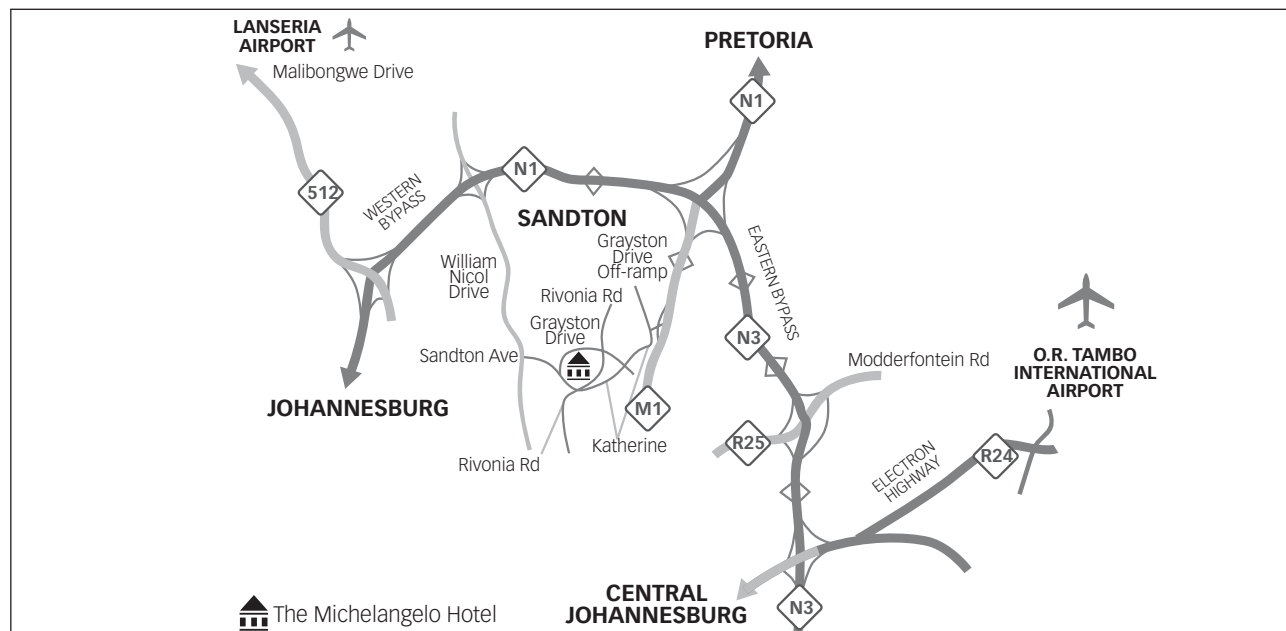 LANSERIA
AIRPORT
Malibongwe Drive
PRETORIA
N1
N1
512
WESTERN
BYPASS
SANDTON
William
Nicol
Drive
Grayston
Drive
Off-ramp
Rivonia Rd
Grayston
Drive
Sandton Ave
EASTERN BYPASS
N3
Modderfontein Rd
O.R. TAMBO
INTERNATIONAL
AIRPORT
JOHANNESBURG
M1
Katherine
Rivonia Rd
R25
R24
ELECTRON
HIGHWAY
CENTRAL
JOHANNESBURG
N3
The Michelangelo Hotel